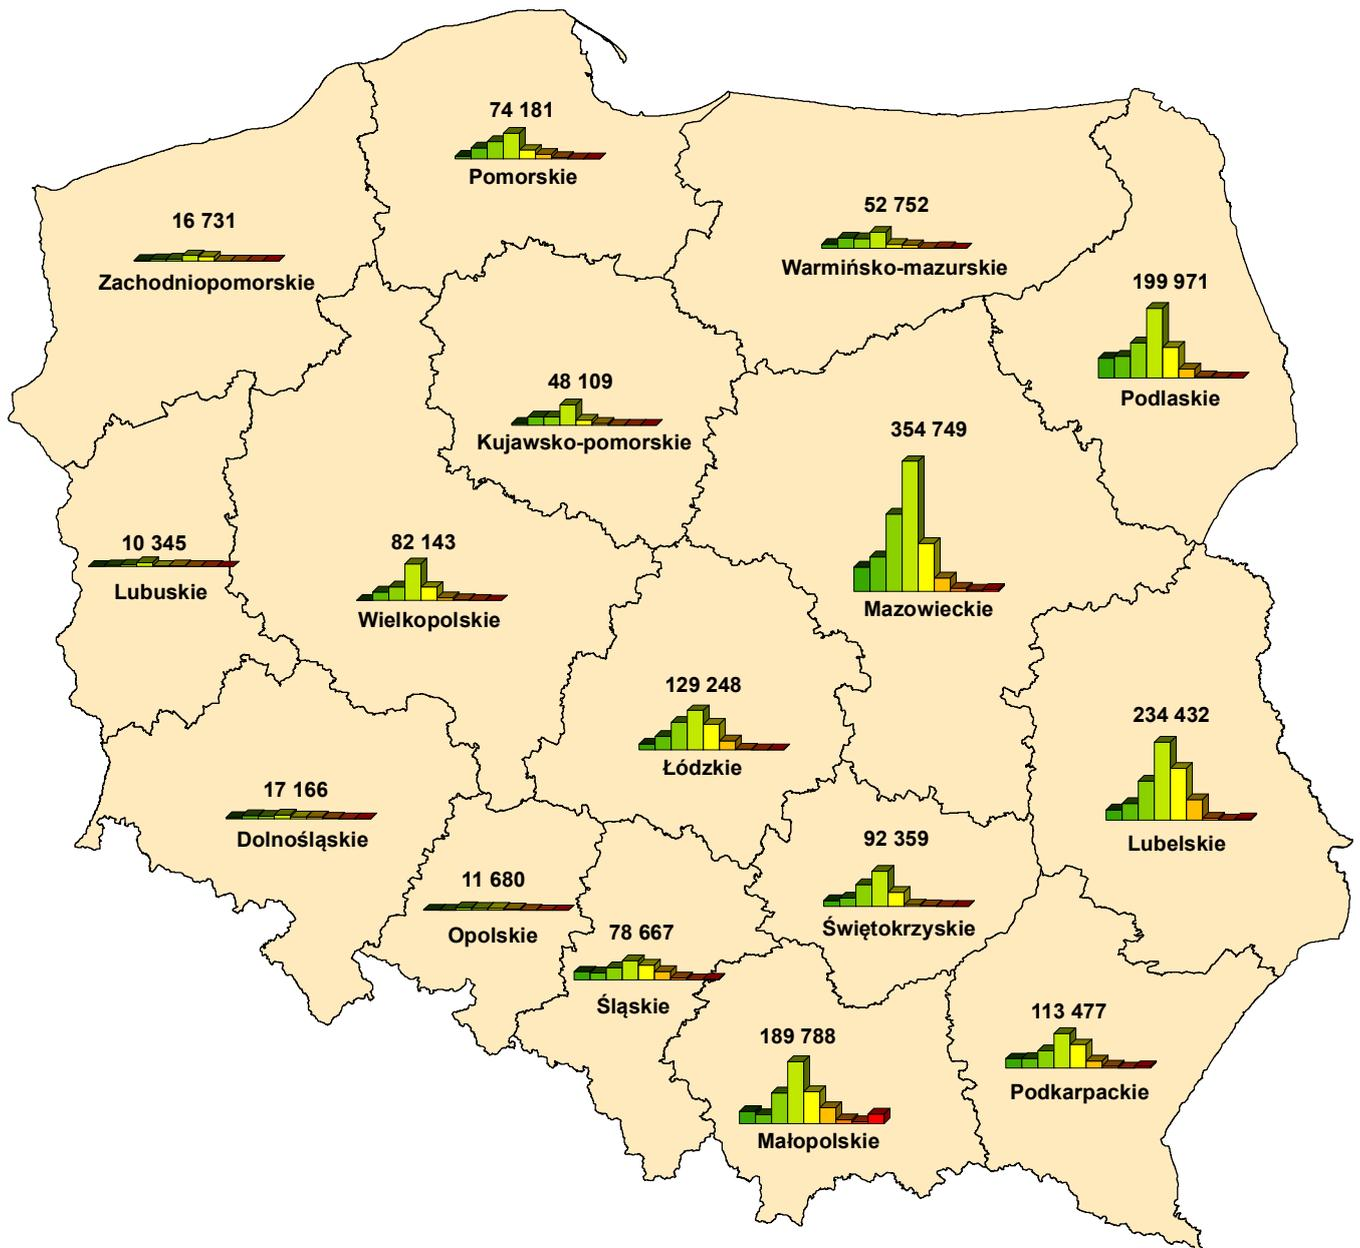 74 181
Pomorskie
16 731
Zachodniopomorskie
52 752
Warmińsko-mazurskie
199 971
Podlaskie
48 109
Kujawsko-pomorskie
354 749
Mazowieckie
10 345
Lubuskie
82 143
Wielkopolskie
129 248
Łódzkie
234 432
Lubelskie
17 166
Dolnośląskie
92 359
Świętokrzyskie
11 680
Opolskie
78 667
Śląskie
189 788
Małopolskie
113 477
Podkarpackie